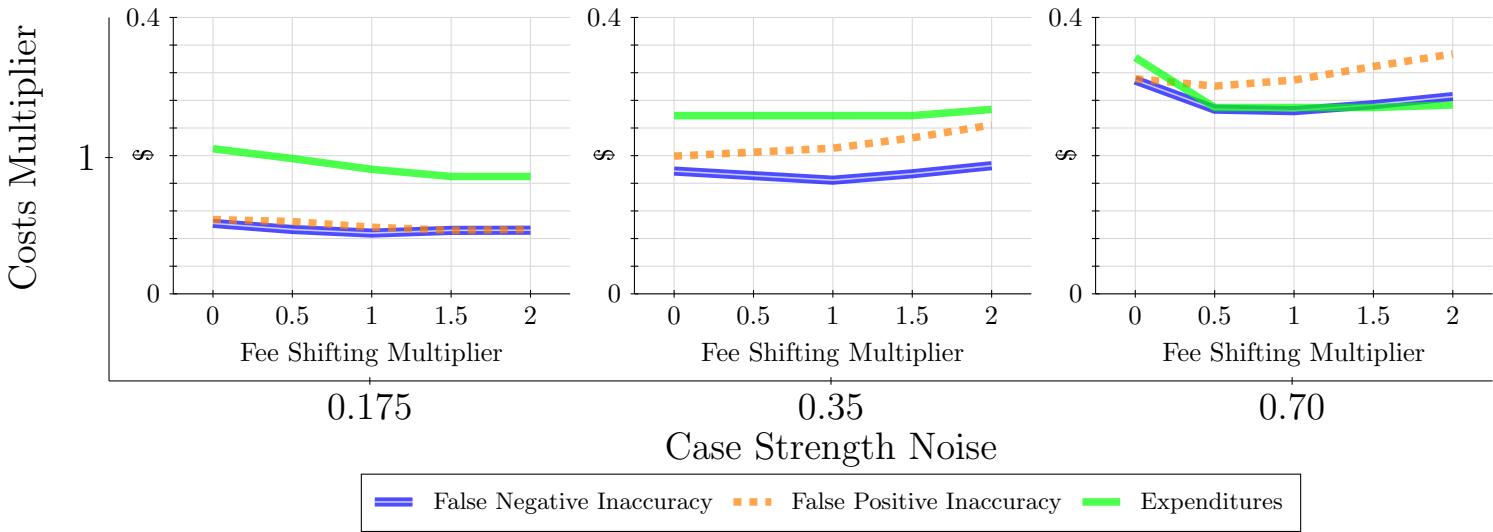 Costs Multiplier
1
0.4
$
0
0 0.5 1 1.5 2
Fee Shifting Multiplier
0.4
$
0
0 0.5 1 1.5 2
Fee Shifting Multiplier
0.4
$
0
0 0.5 1 1.5 2
Fee Shifting Multiplier
0.175 0.35 0.70
Case Strength Noise
False Negative Inaccuracy False Positive Inaccuracy Expenditures